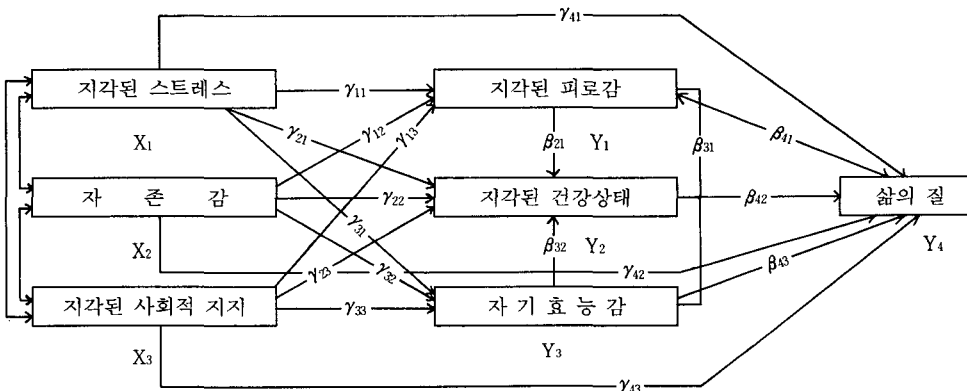 γ41
지각된 스트레스 γ11 지각된 피로감
X1 γ21 γ12 γ13 β21 Y1 β31 β41
자 존 감 γ22 지각된 건강상태 β42 삶의 질
X2 γ31 β32 Y2 Y4
γ23 γ32 γ42 β43
지각된 사회적 지지 γ33 자 기 효 능 감
X3 Y3
γ43